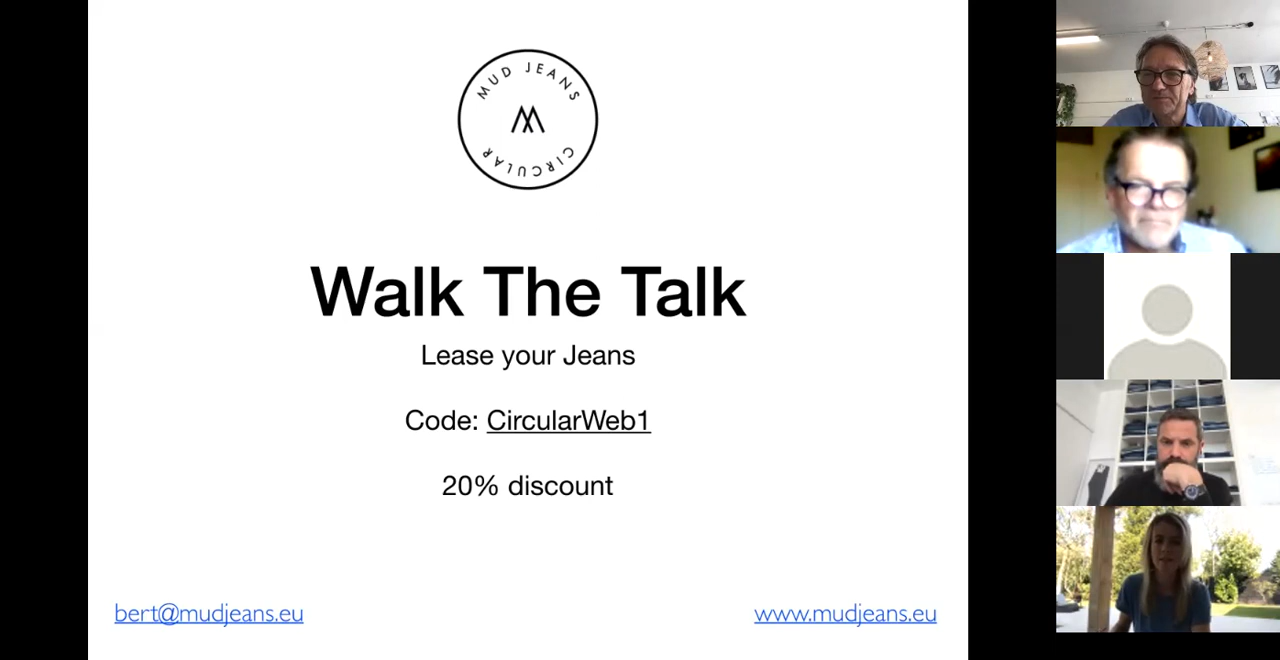 MUD JEANS
CIRCULAR
Walk The Talk
Lease your Jeans
Code: CircularWeb1
20% discount
bert@mudjeans.eu
www.mudjeans.eu